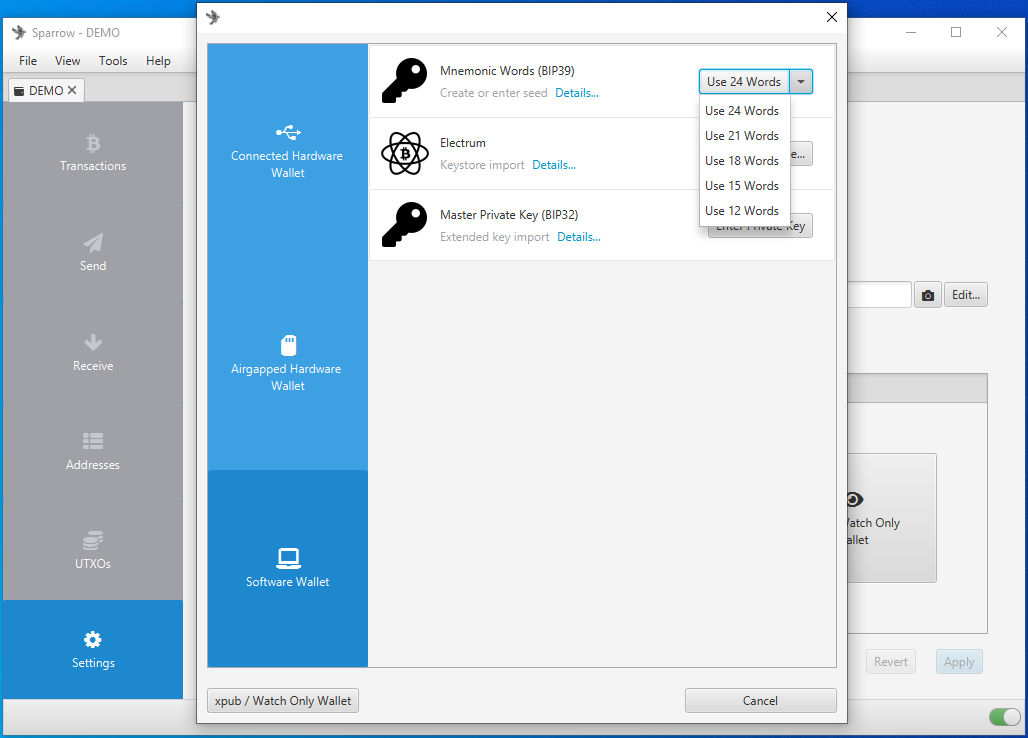 Sparrow - DEMO
File View Tools Help
DEMO
Transactions
Send
Receive
Addresses
UTXOs
Settings
Connected Hardware
Wallet
Airgapped Hardware
Wallet
Software Wallet
Mnemonic Words (BIP39)
Create or enter seed Details...
Use 24 Words
Use 24 Words
Use 21 Words
Use 18 Words
Use 15 Words
Use 12 Words
Electrum
Keystore import Details...
Master Private Key (BIP32)
Extended key import Details...
Enter Private Key
Edit...
Watch Only
Revert
Apply
xpub / Watch Only Wallet
Cancel